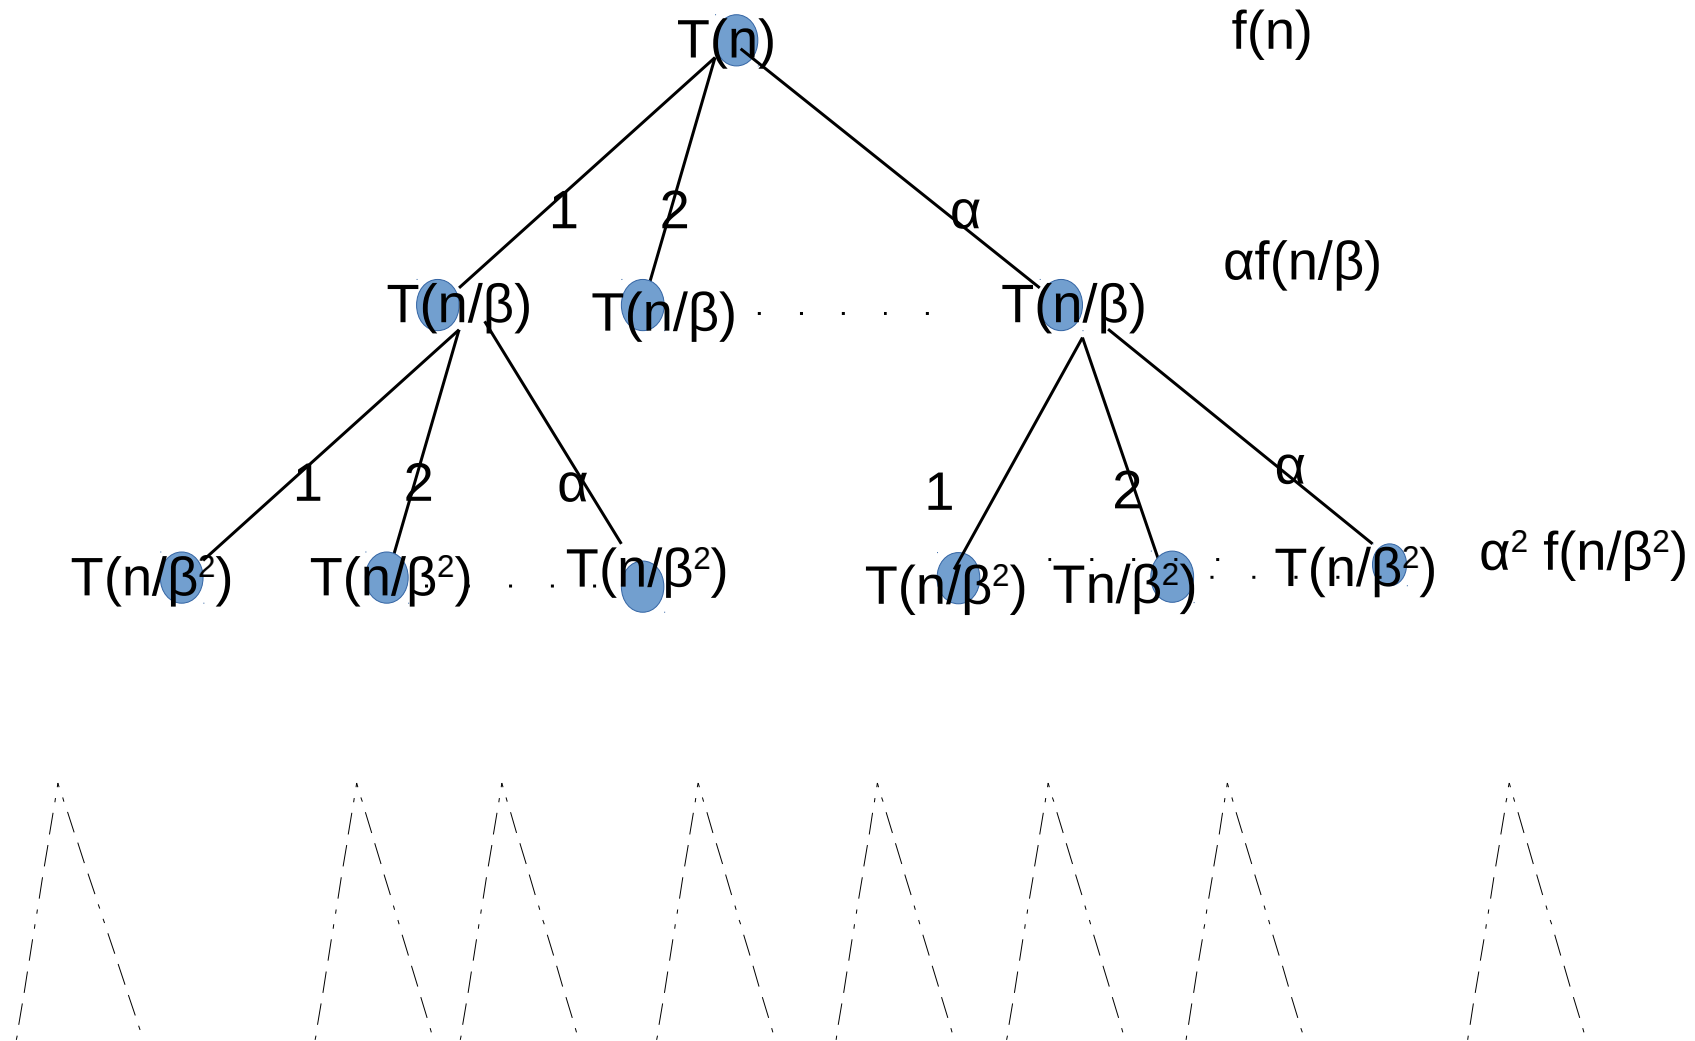 T(n) f(n)
1 2 α
T(n/β) T(n/β) . . . . . T(n/β) αf(n/β)
1 2 α 1 2 α
T(n/β²) T(n/β²) . . . . . T(n/β²) T(n/β²) . . . . . Tn/β²) . . . . . T(n/β²) α² f(n/β²)